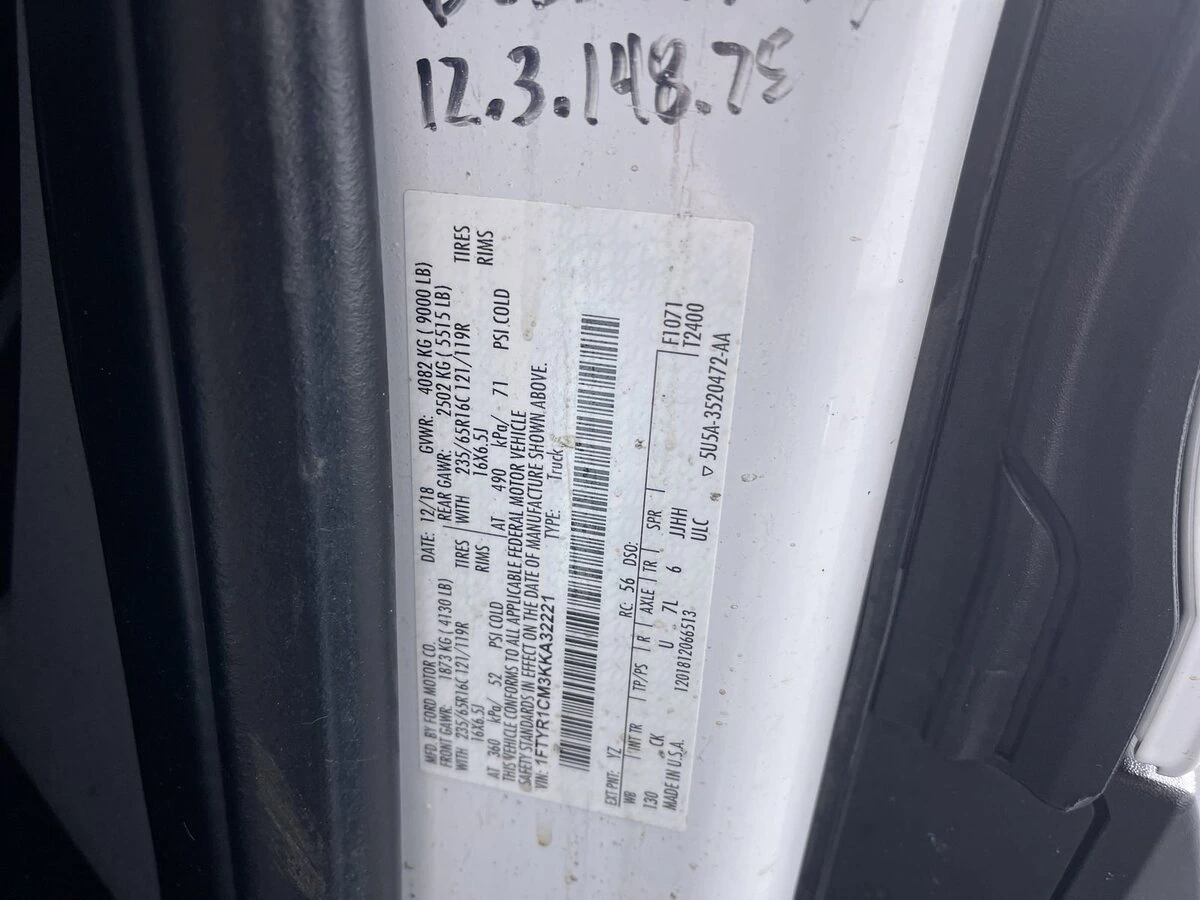 12.3.148.75
MFD. BY FORD MOTOR CO. DATE: 12/18 GVWR: 4082 KG ( 9000 LB)
FRONT GAWR: 1873 KG ( 4130 LB) REAR GAWR: 2502 KG ( 5515 LB)
WITH 235/65R16C 121/119R TIRES WITH 235/65R16C 121/119R TIRES
16X6.5J RIMS 16X6.5J RIMS
AT 360 kPa/ 52 PSI COLD AT 490 kPa/ 71 PSI COLD
THIS VEHICLE CONFORMS TO ALL APPLICABLE FEDERAL MOTOR VEHICLE
SAFETY STANDARDS IN EFFECT ON THE DATE OF MANUFACTURE SHOWN ABOVE.
VIN: 1FTYR1CM3KKA32221 TYPE: Truck
EXT PNT: YZ RC: 56 DSO:
WB INT TR TP/PS R AXLE TR SPR F1071
130 CK U 7L 6 JJHH T2400
MADE IN U.S.A. 1201812066513 ULC
▽ 5U5A-3520472-AA